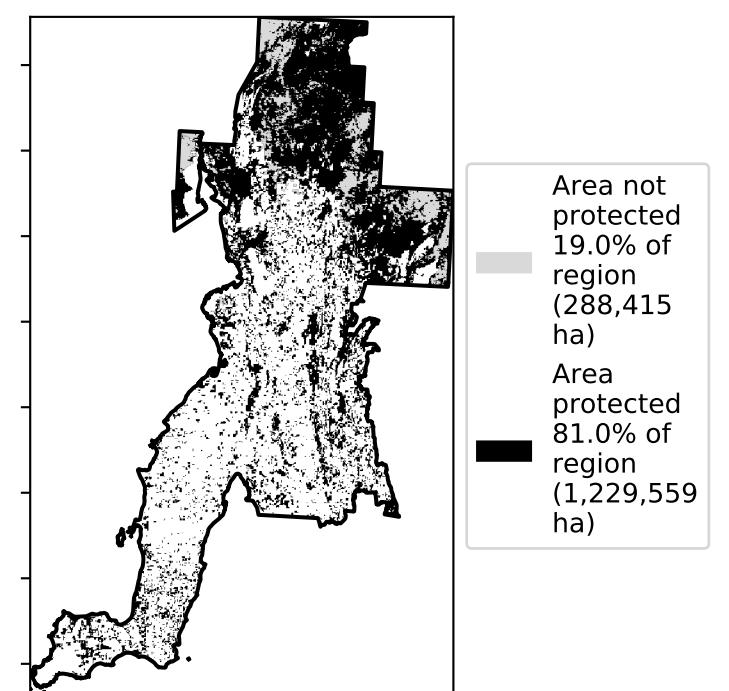 Area not
protected
19.0% of
region
(288,415
ha)
Area
protected
81.0% of
region
(1,229,559
ha)